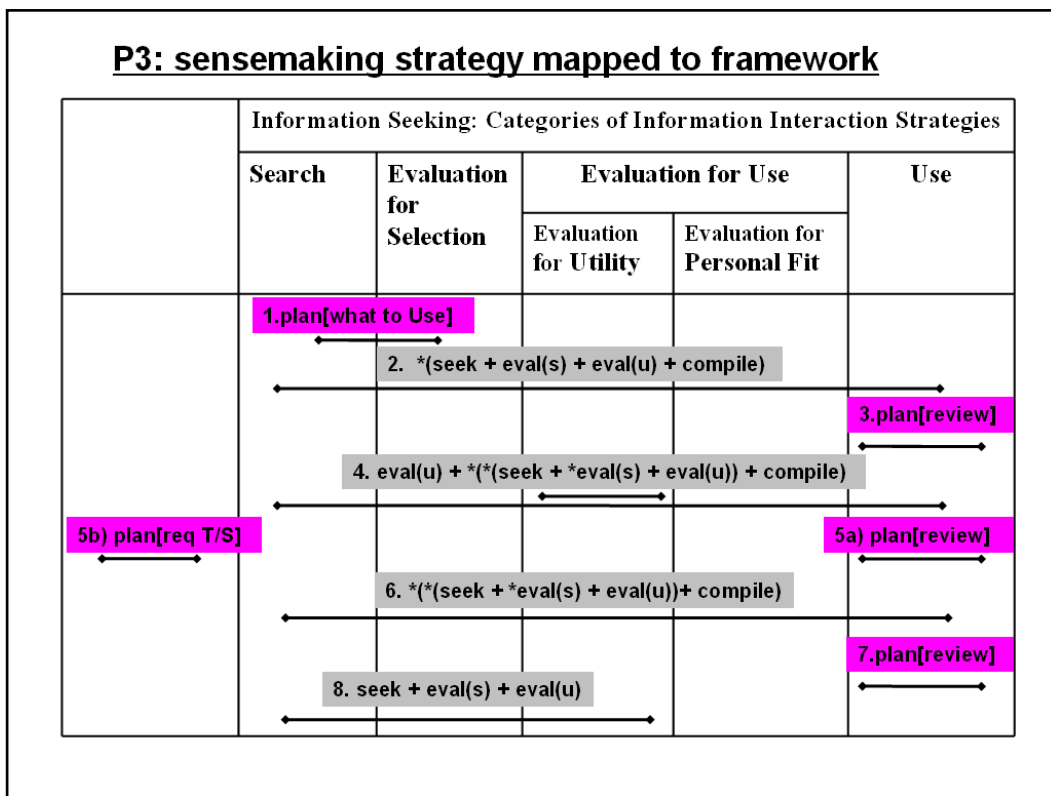 P3: sensemaking strategy mapped to framework
Information Seeking: Categories of Information Interaction Strategies
Search
Evaluation
for
Selection
Evaluation for Use
Use
Evaluation
for Utility
Evaluation for
Personal Fit
1.plan[what to Use]
2. *(seek + eval(s) + eval(u) + compile)
3.plan[review]
4. eval(u) + *(*(seek + *eval(s) + eval(u)) + compile)
5b) plan[req T/S]
5a) plan[review]
6. *(*(seek + *eval(s) + eval(u))+ compile)
7.plan[review]
8. seek + eval(s) + eval(u)